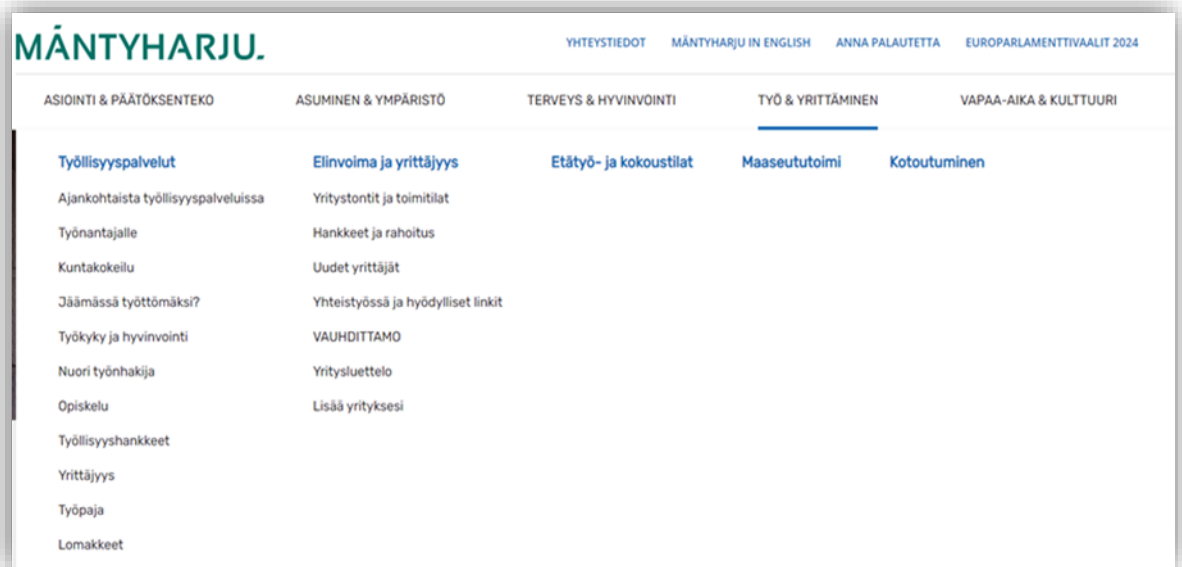 MÄNTYHARJU.
YHTEYSTIEDOT MÄNTYHARJU IN ENGLISH ANNA PALAUTETTA EUROPARLAMENTTIVAALIT 2024
ASIOINTI & PÄÄTÖKSENTEKO ASUMINEN & YMPÄRISTÖ TERVEYS & HYVINVOINTI TYÖ & YRITTÄMINEN VAPAA-AIKA & KULTTUURI
Työllisyyspalvelut
Ajankohtaista työllisyyspalveluissa
Työnantajalle
Kuntakokeilu
Jäämässä työttömäksi?
Työkyky ja hyvinvointi
Nuori työnhakija
Opiskelu
Työllisyyshankkeet
Yrittäjyys
Työpaja
Lomakkeet
Elinvoima ja yrittäjyys
Yritystontit ja toimitilat
Hankkeet ja rahoitus
Uudet yrittäjät
Yhteistyössä ja hyödylliset linkit
VAUHDITTAMO
Yritysluettelo
Lisää yrityksesi
Etätyö- ja kokoustilat
Maaseututoimi
Kotoutuminen